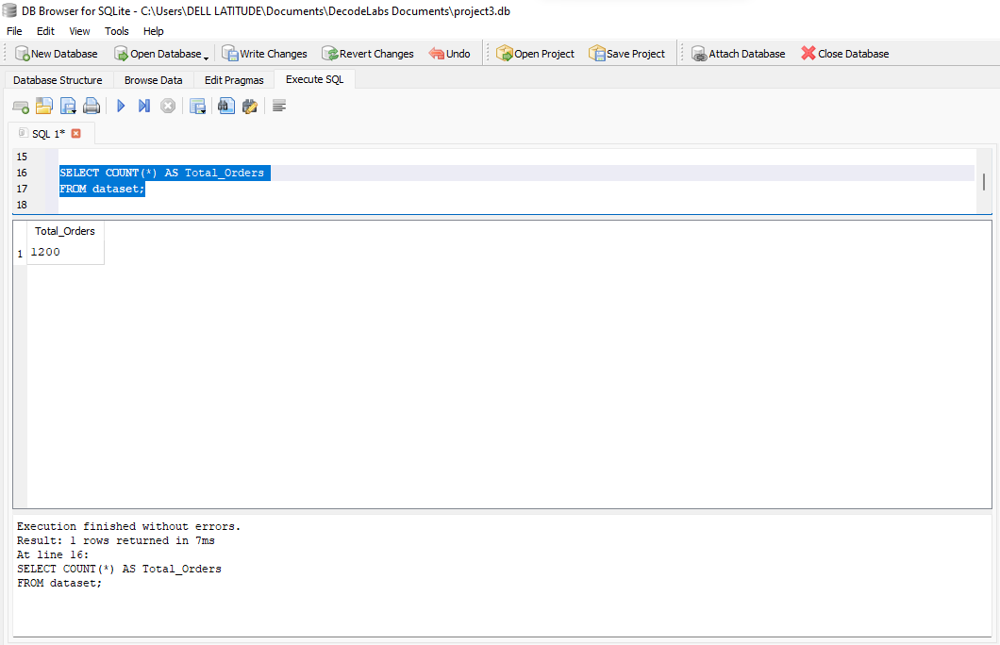 DB Browser for SQLite - C:\Users\DELL LATITUDE\Documents\DecodeLabs Documents\project3.db
File Edit View Tools Help
New Database Open Database Write Changes Revert Changes Undo Open Project Save Project Attach Database Close Database
Database Structure Browse Data Edit Pragmas Execute SQL
SQL 1*
15
16 SELECT COUNT(*) AS Total_Orders
17 FROM dataset;
18
Total_Orders
1 1200
Execution finished without errors.
Result: 1 rows returned in 7ms
At line 16:
SELECT COUNT(*) AS Total_Orders
FROM dataset;